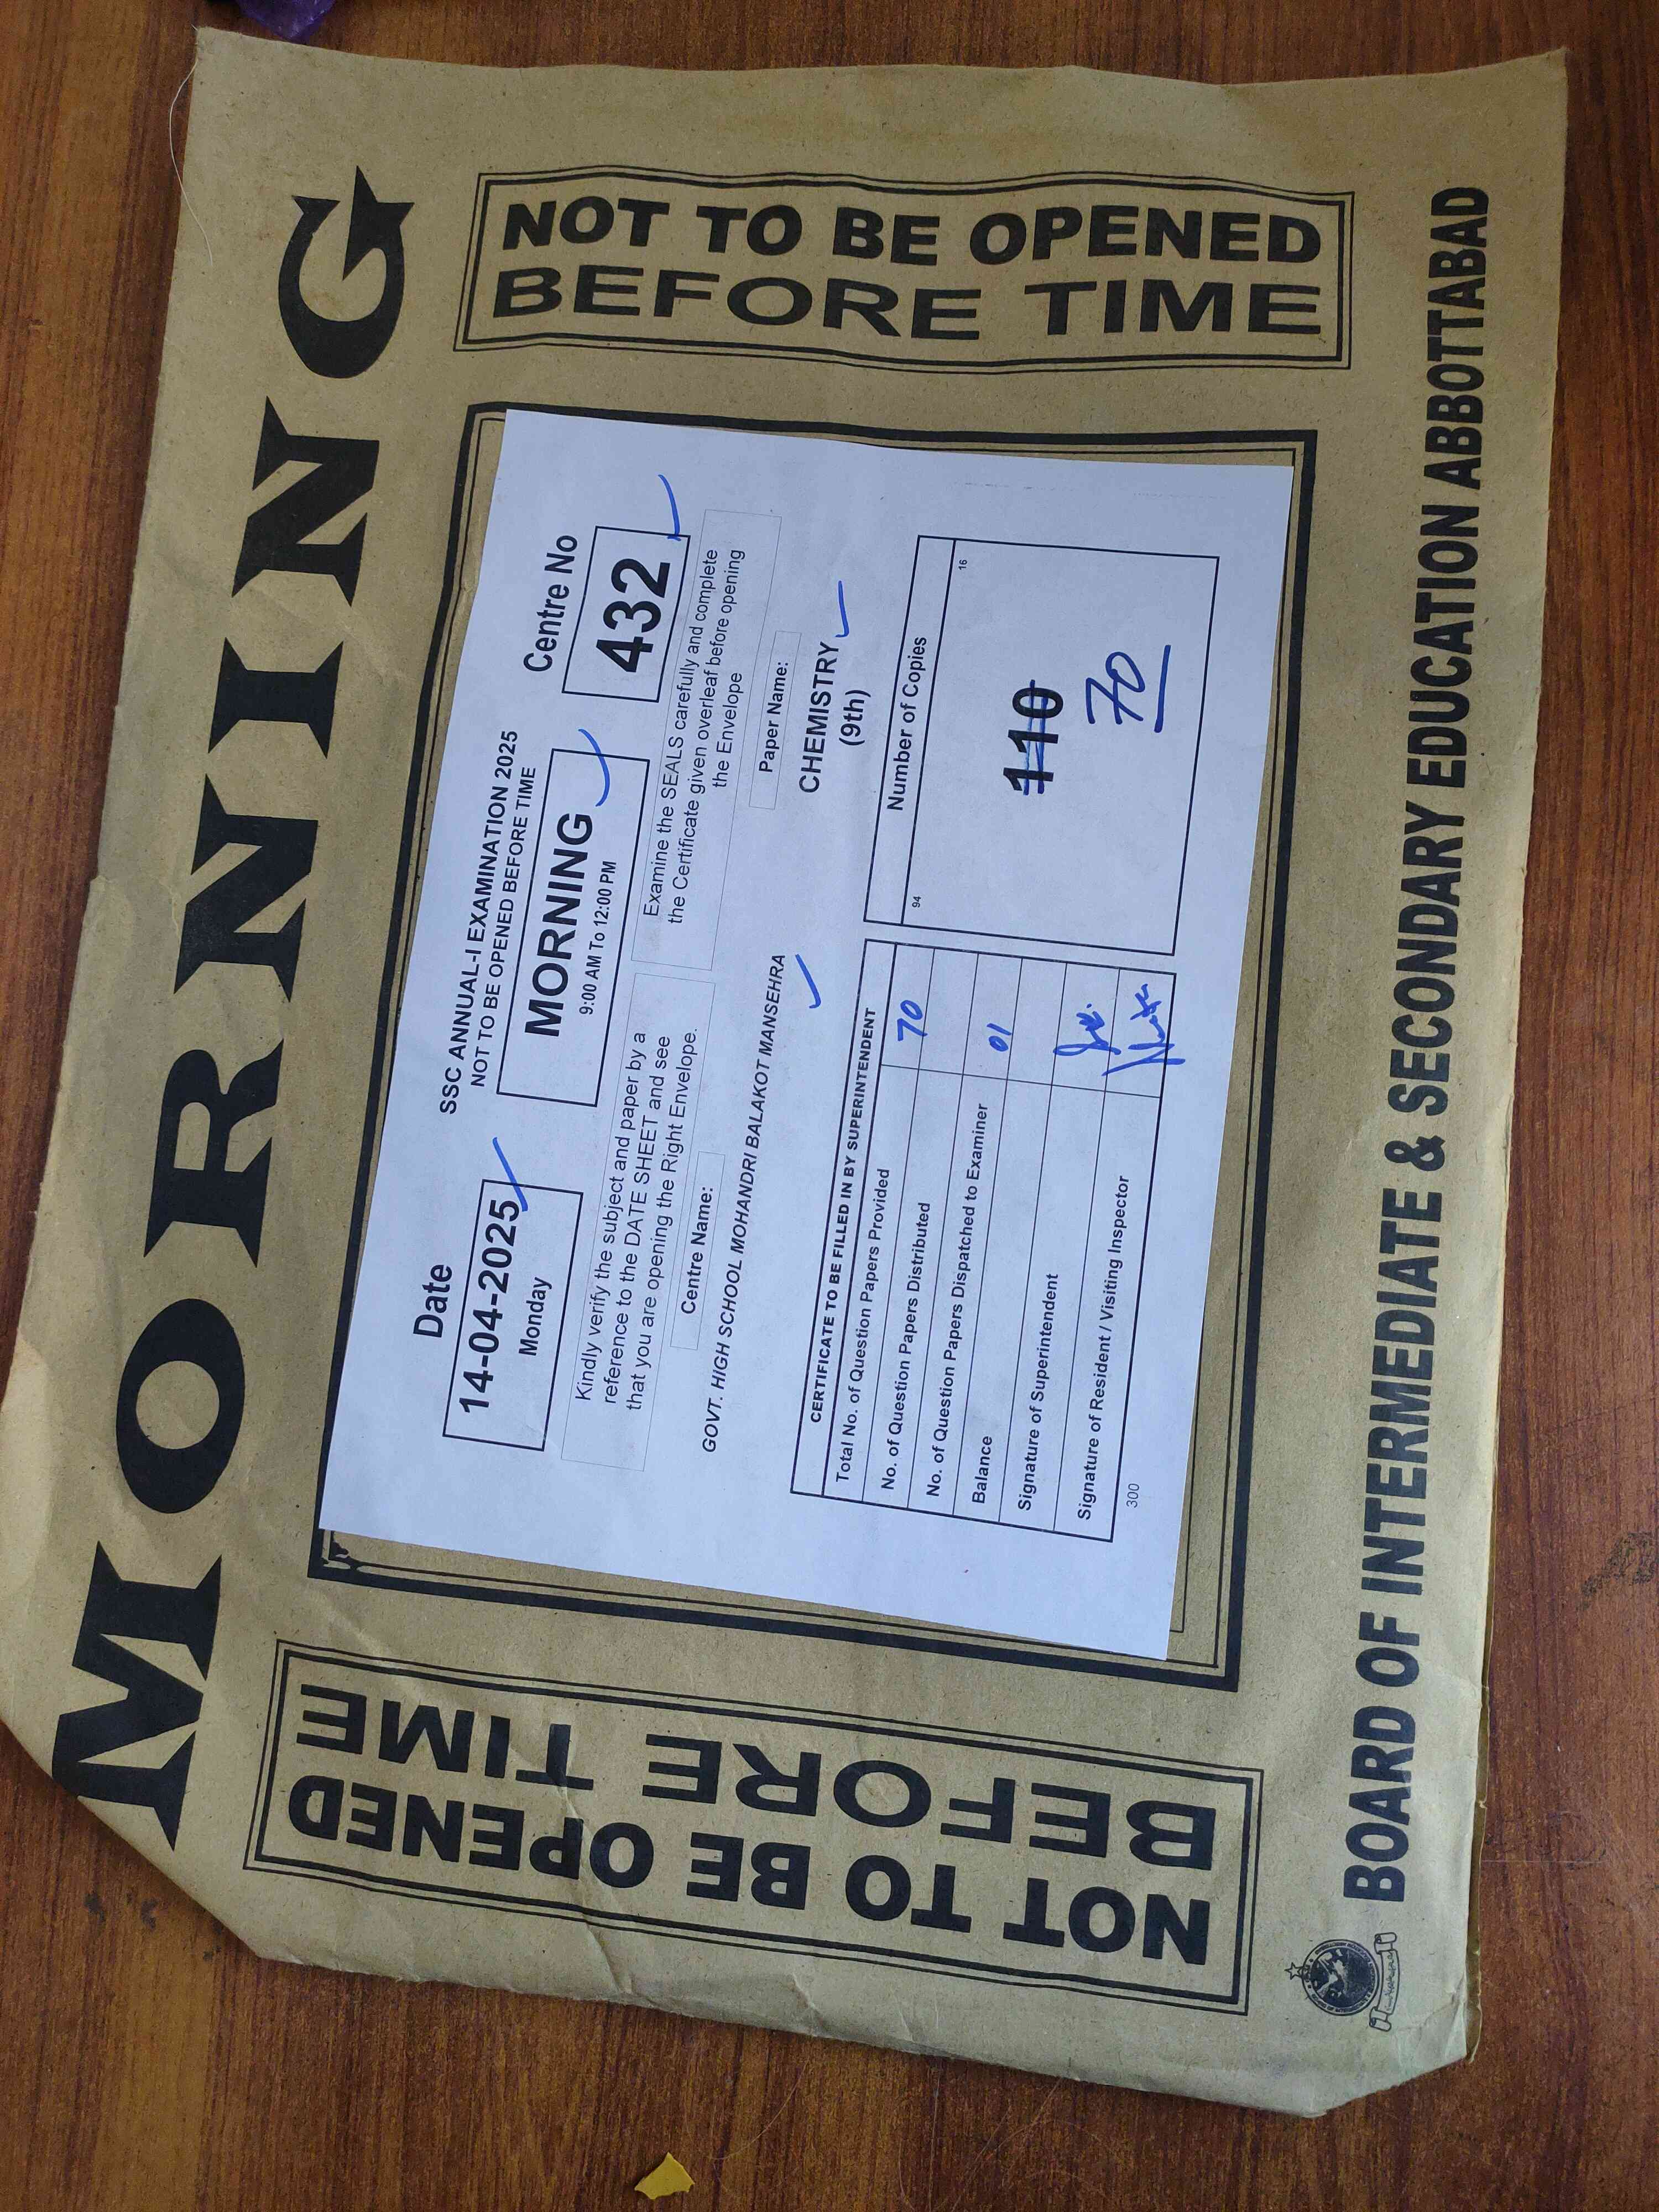 MORNING
NOT TO BE OPENED
BEFORE TIME
Date
14-04-2025
Monday
SSC ANNUAL-I EXAMINATION 2025
NOT TO BE OPENED BEFORE TIME
MORNING
9:00 AM To 12:00 PM
Centre No
432
Kindly verify the subject and paper by a
reference to the DATE SHEET and see
that you are opening the Right Envelope.
Examine the SEALS carefully and complete
the Certificate given overleaf before opening
the Envelope
Centre Name:
GOVT. HIGH SCHOOL MOHANDRI BALAKOT MANSEHRA
Paper Name:
CHEMISTRY
(9th)
CERTIFICATE TO BE FILLED IN BY SUPERINTENDENT
Total No. of Question Papers Provided
No. of Question Papers Distributed 70
No. of Question Papers Dispatched to Examiner
Balance 01
Signature of Superintendent
Signature of Resident / Visiting Inspector
300
Number of Copies
94 16
110
70
NOT TO BE OPENED
BEFORE TIME
BOARD OF INTERMEDIATE & SECONDARY EDUCATION ABBOTTABAD